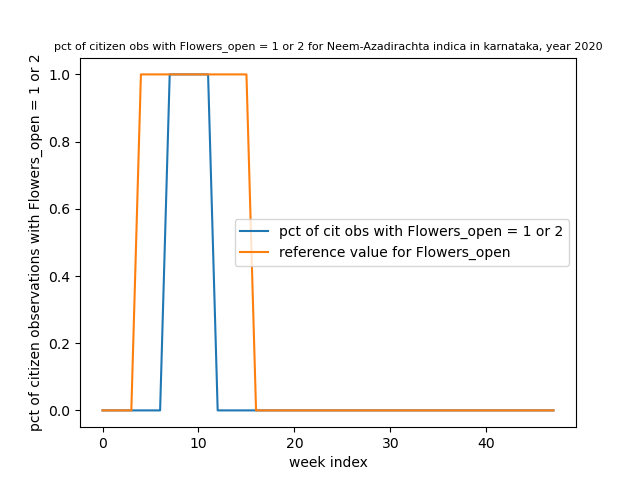 pct of citizen obs with Flowers_open = 1 or 2 for Neem-Azadirachta indica in karnataka, year 2020
pct of citizen observations with Flowers_open = 1 or 2
1.0
0.8
0.6
0.4
0.2
0.0
pct of cit obs with Flowers_open = 1 or 2
reference value for Flowers_open
0 10 20 30 40
week index